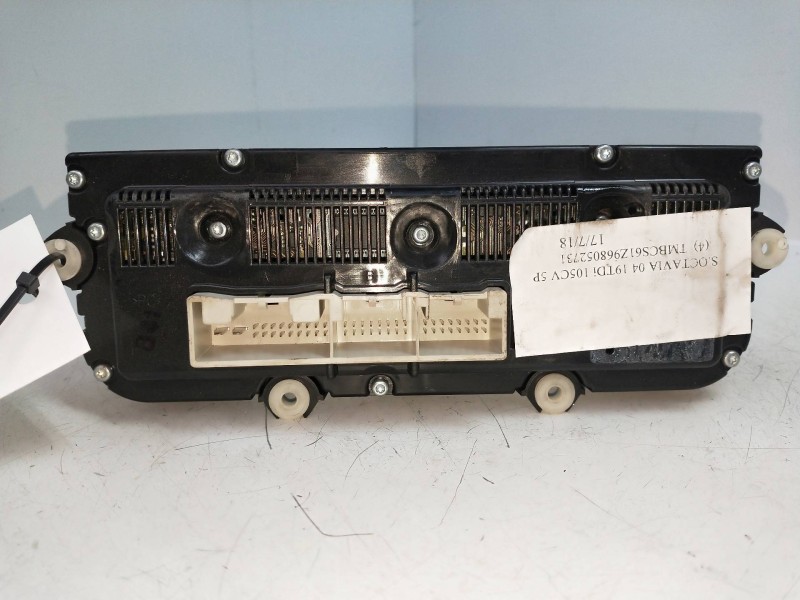 S.OCTAVIA 04 19TDi 105CV 5P
(4) TMBCS61Z968052731
17/7/18